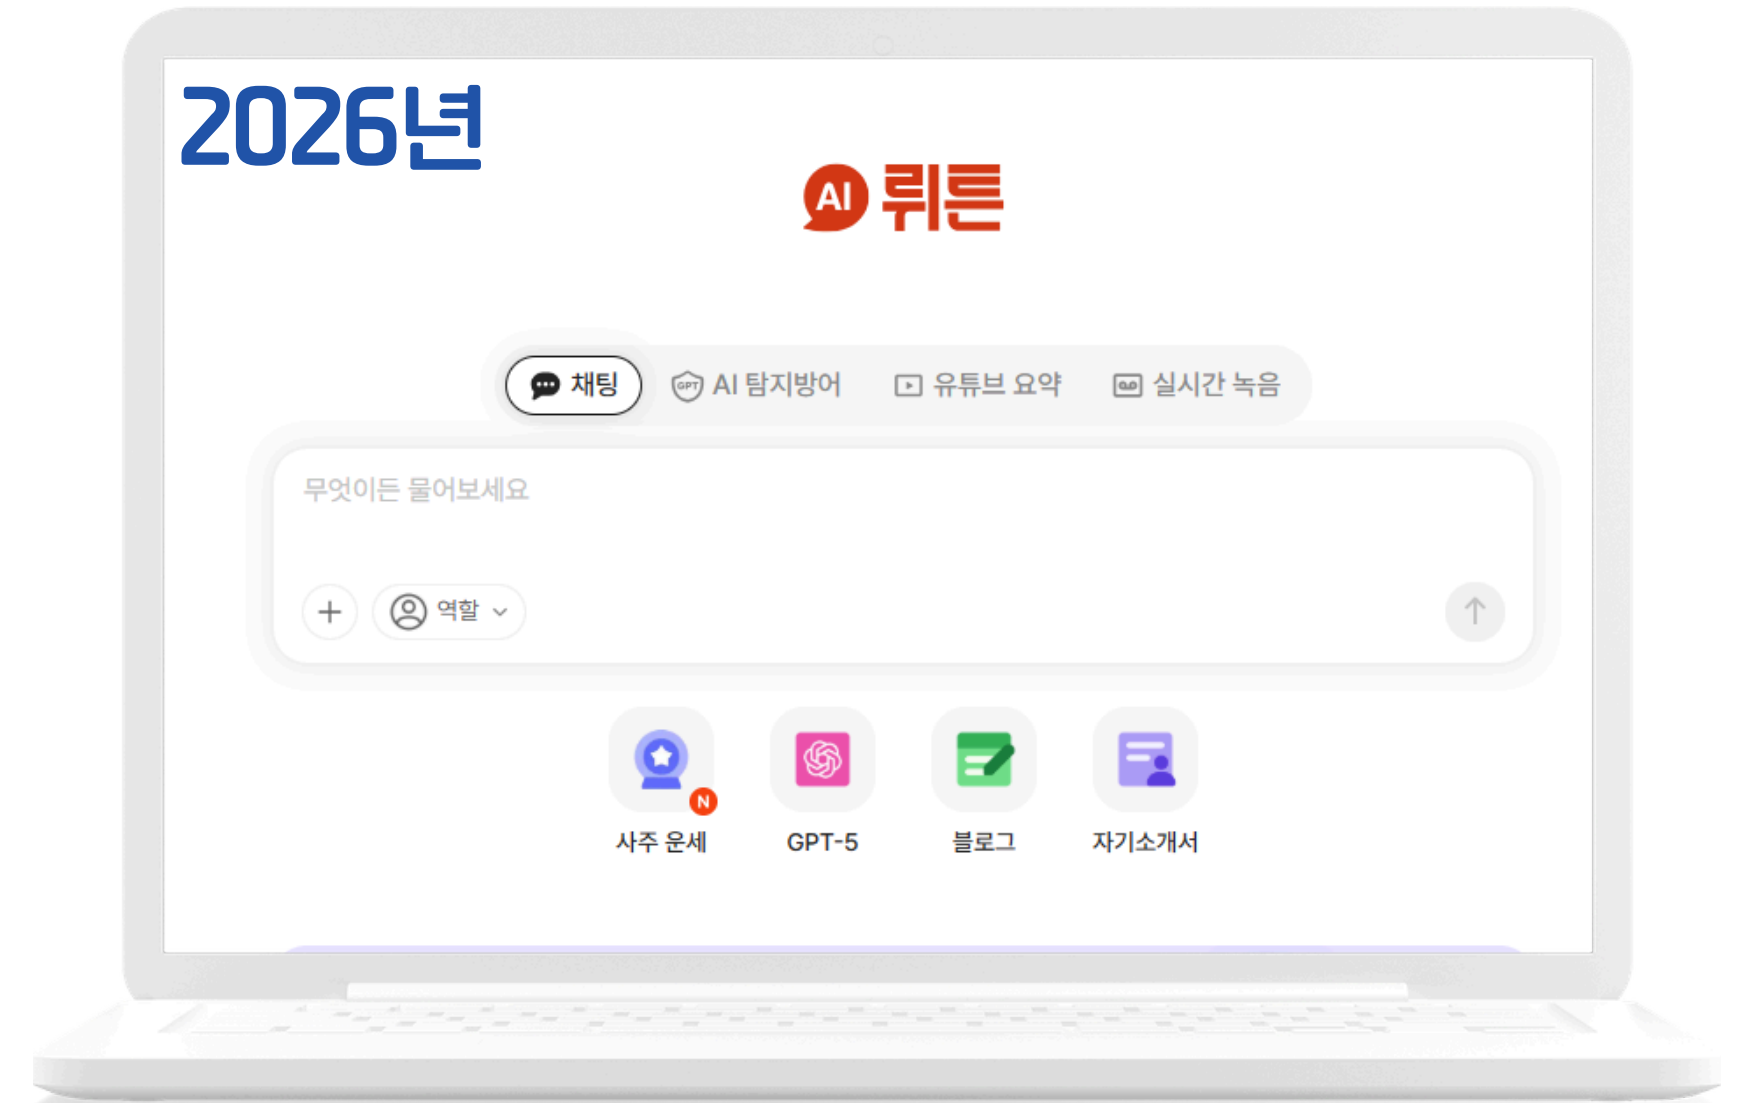 2026년
AI 뤼튼
채팅 GPT AI 탐지방어 유튜브 요약 실시간 녹음
무엇이든 물어보세요
역할
N
사주 운세 GPT-5 블로그 자기소개서